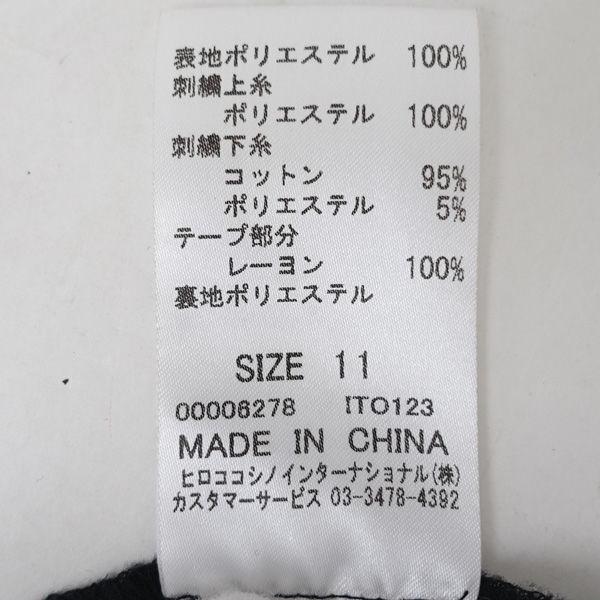 表地ポリエステル 100%
刺繍上糸
ポリエステル 100%
刺繍下糸
コットン 95%
ポリエステル 5%
テープ部分
レーヨン 100%
裏地ポリエステル
SIZE 11
00006278 ITO123
MADE IN CHINA
ヒロココシノインターナショナル(株)
カスタマーサービス 03-3478-4392